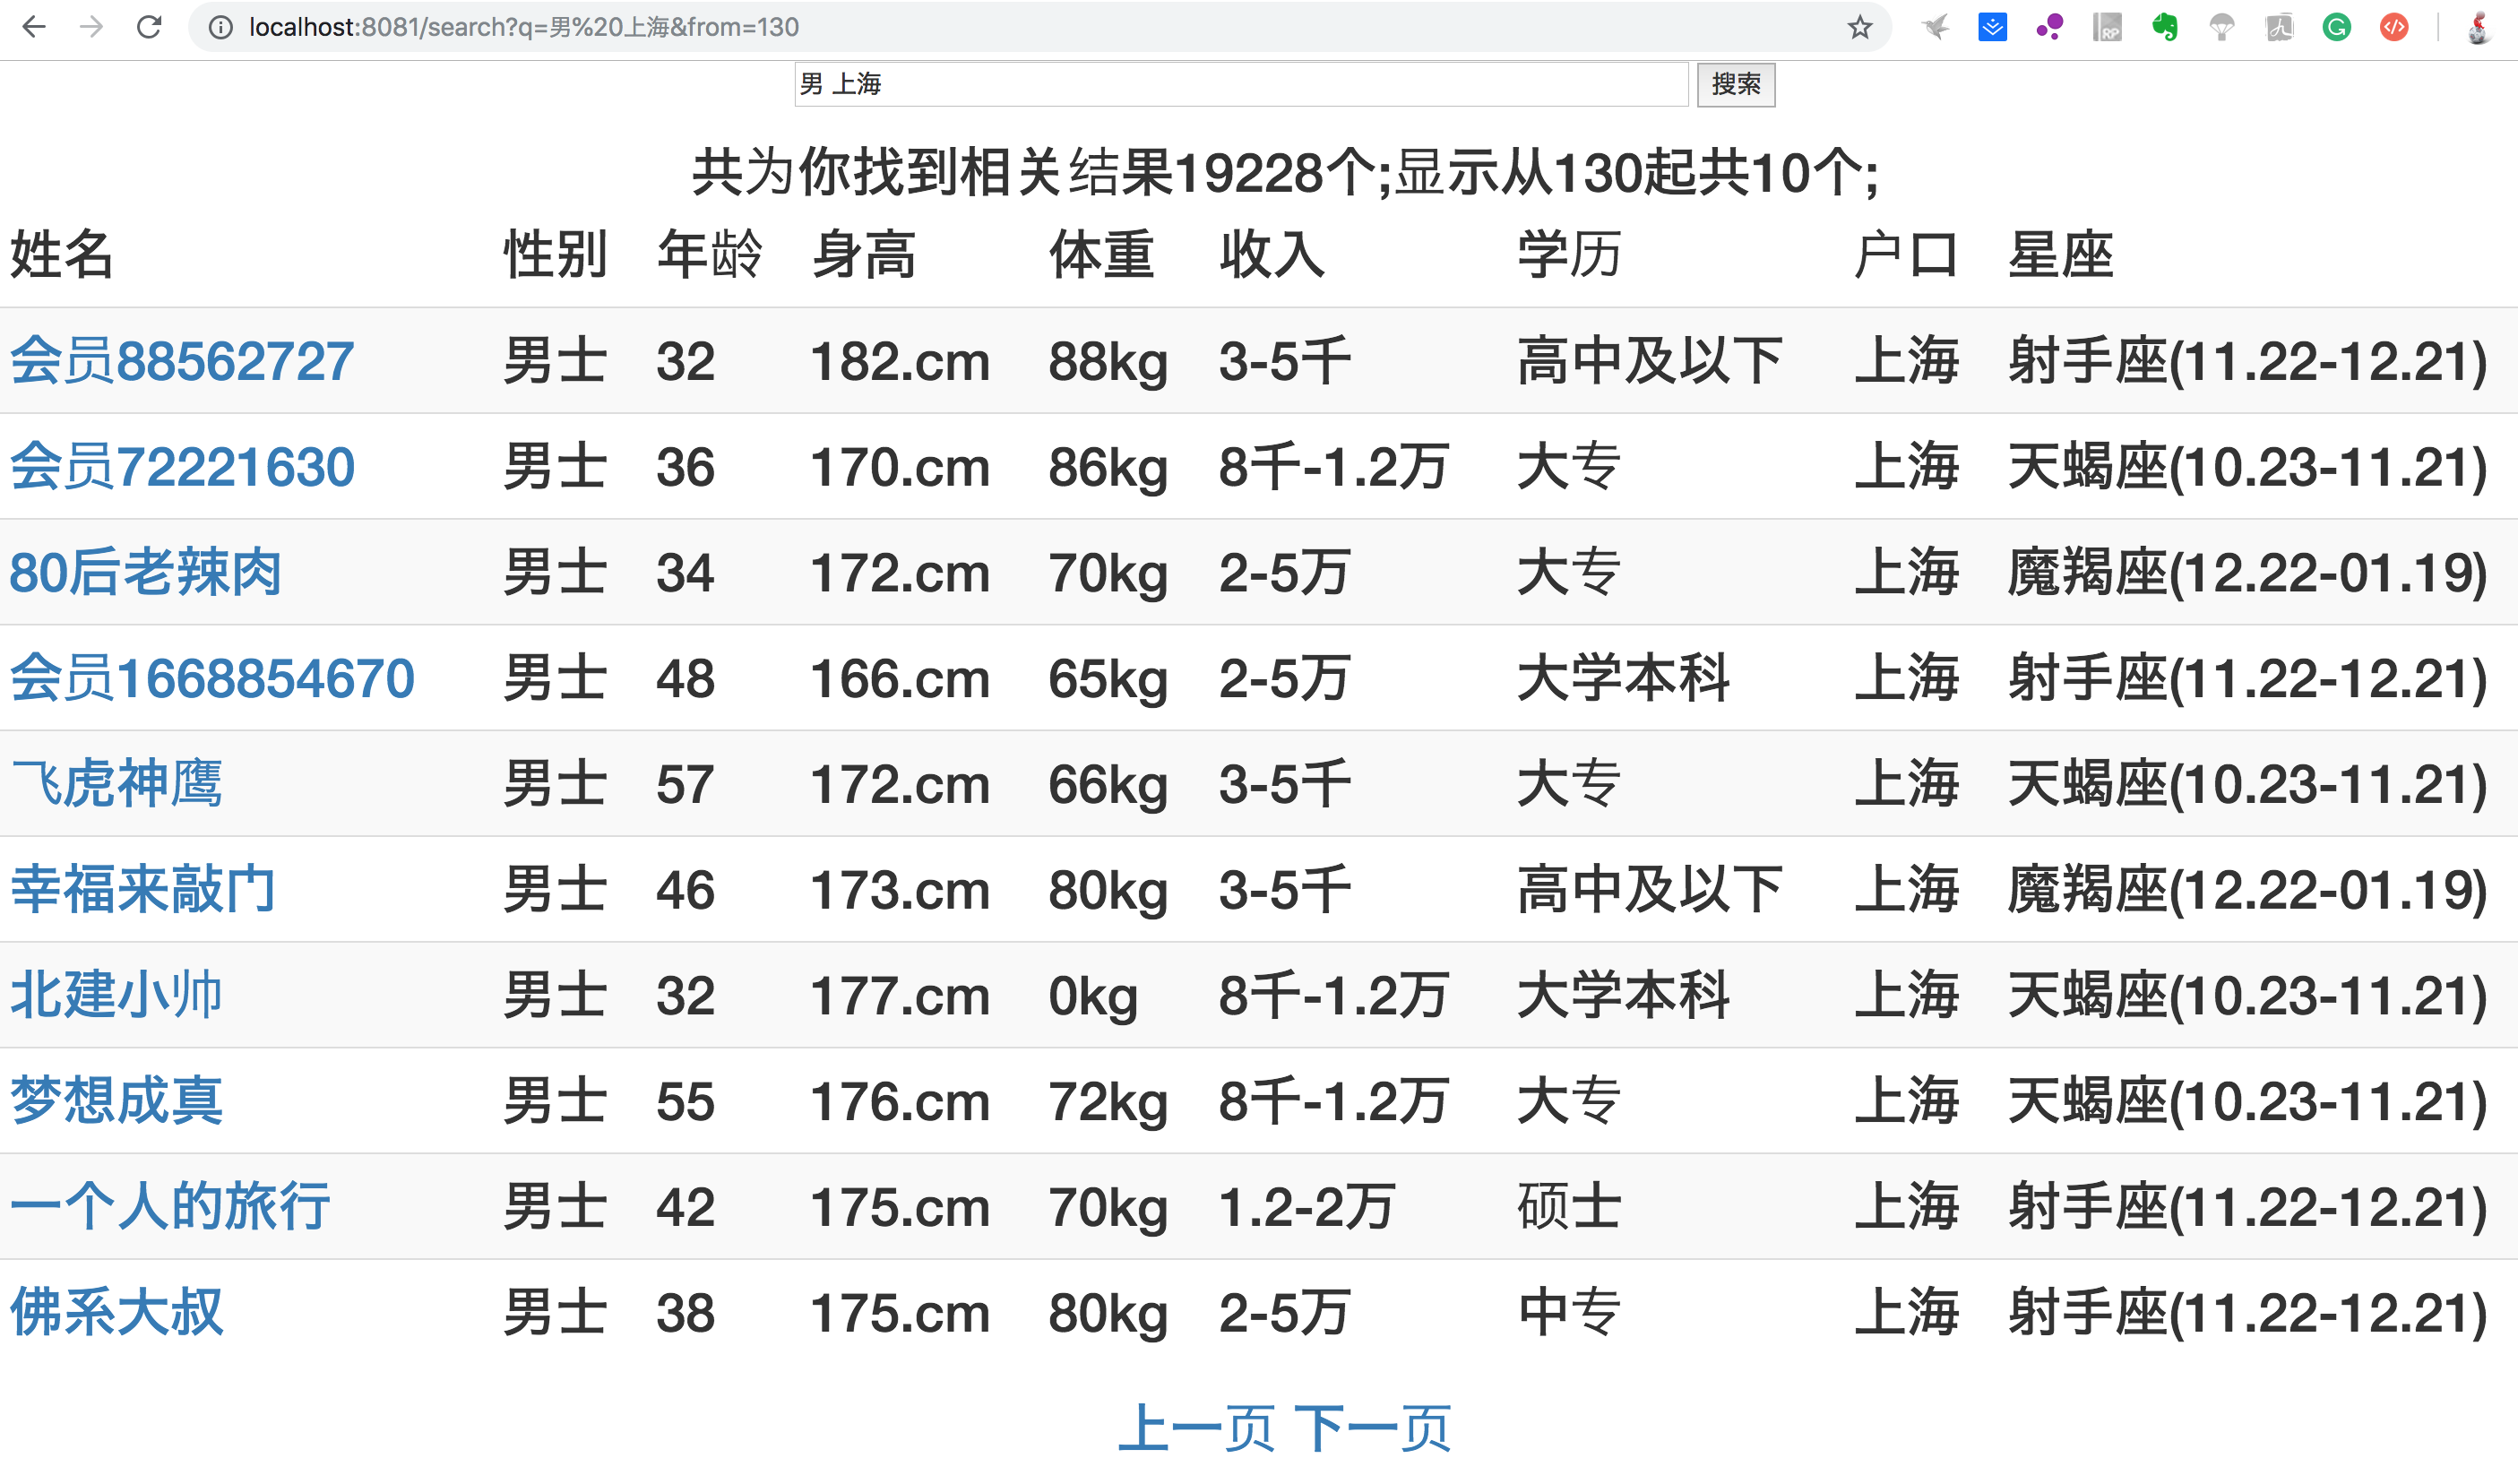 localhost:8081/search?q=男%20上海&from=130
男 上海 搜索
共为你找到相关结果19228个;显示从130起共10个;
姓名 性别 年龄 身高 体重 收入 学历 户口 星座
会员88562727 男士 32 182.cm 88kg 3-5千 高中及以下 上海 射手座(11.22-12.21)
会员72221630 男士 36 170.cm 86kg 8千-1.2万 大专 上海 天蝎座(10.23-11.21)
80后老辣肉 男士 34 172.cm 70kg 2-5万 大专 上海 魔羯座(12.22-01.19)
会员1668854670 男士 48 166.cm 65kg 2-5万 大学本科 上海 射手座(11.22-12.21)
飞虎神鹰 男士 57 172.cm 66kg 3-5千 大专 上海 天蝎座(10.23-11.21)
幸福来敲门 男士 46 173.cm 80kg 3-5千 高中及以下 上海 魔羯座(12.22-01.19)
北建小帅 男士 32 177.cm 0kg 8千-1.2万 大学本科 上海 天蝎座(10.23-11.21)
梦想成真 男士 55 176.cm 72kg 8千-1.2万 大专 上海 天蝎座(10.23-11.21)
一个人的旅行 男士 42 175.cm 70kg 1.2-2万 硕士 上海 射手座(11.22-12.21)
佛系大叔 男士 38 175.cm 80kg 2-5万 中专 上海 射手座(11.22-12.21)
上一页 下一页